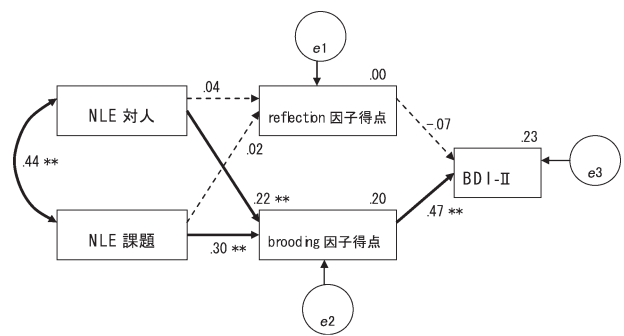 e1
.00
NLE 対人
.04
reflection 因子得点
-.07
.02
.23
.44 **
BDI-Ⅱ
e3
.22 **
.20
NLE 課題
.30 **
brooding 因子得点
.47 **
e2